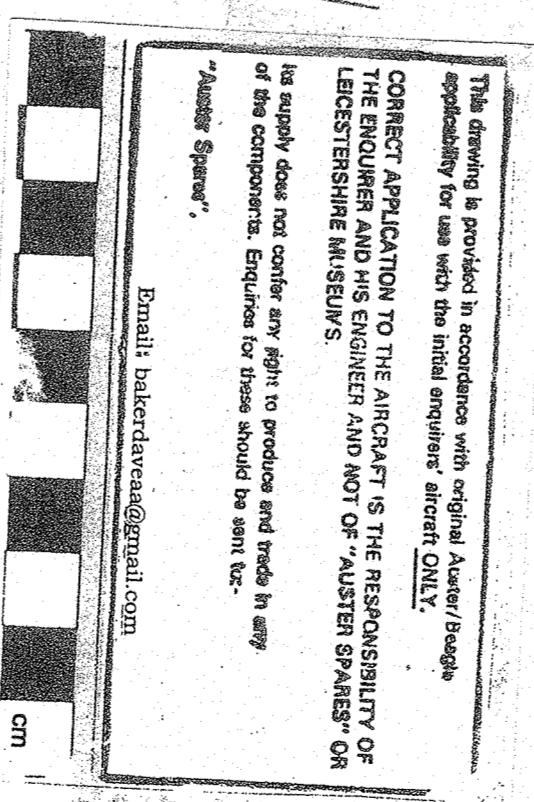 This drawing is provided in accordance with original Auster/Beagle
applicability for use with the initial enquirers' aircraft ONLY.
CORRECT APPLICATION TO THE AIRCRAFT IS THE RESPONSIBILITY OF
THE ENQUIRER AND HIS ENGINEER AND NOT OF "AUSTER SPARES" OR
LEICESTERSHIRE MUSEUMS.
Its supply does not confer any right to produce and trade in any
of the components. Enquiries for these should be sent to:-
"Auster Spares",
Email: bakerdaveaa@gmail.com
cm